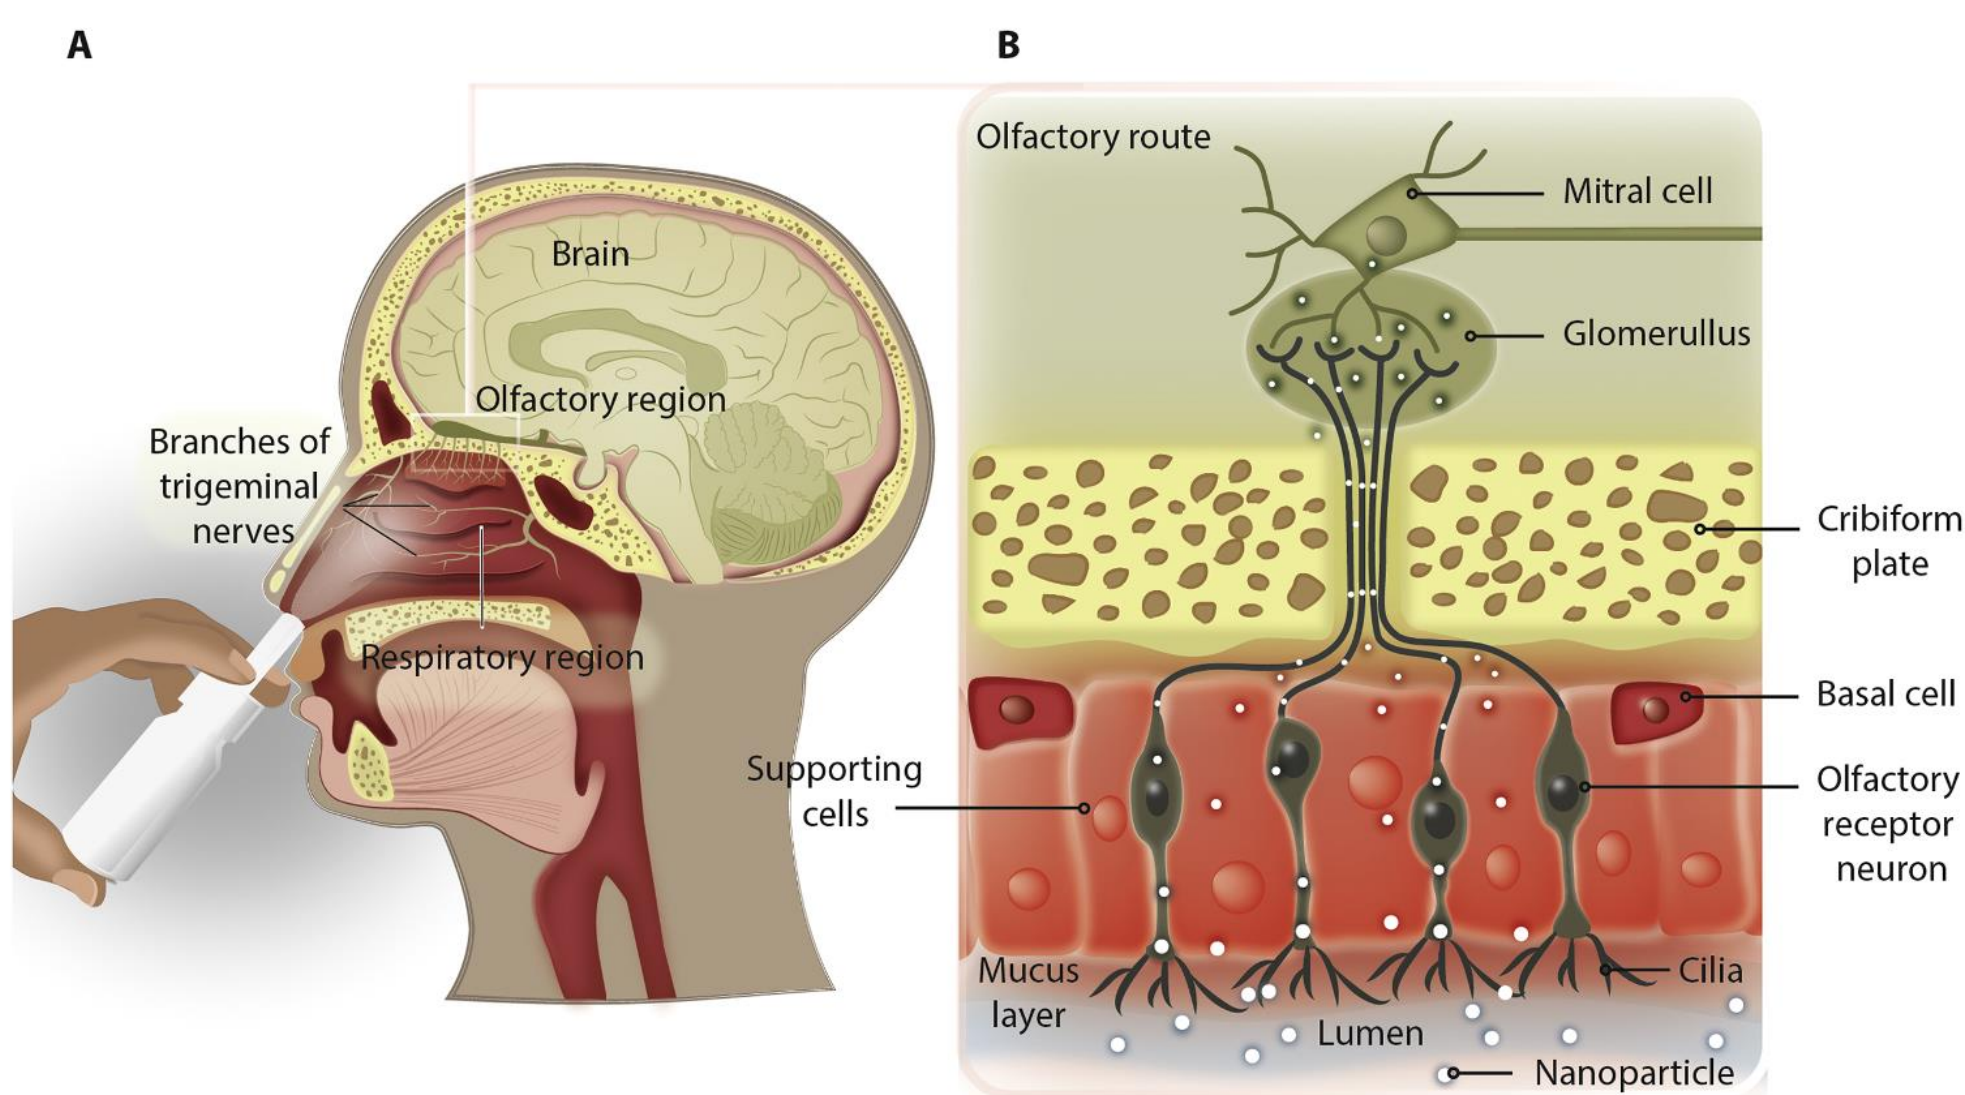 A
Brain
Olfactory region
Branches of
trigeminal
nerves
Respiratory region
B
Olfactory route
Mitral cell
Glomerullus
Cribiform
plate
Basal cell
Supporting
cells
Olfactory
receptor
neuron
Mucus
layer
Cilia
Lumen
Nanoparticle